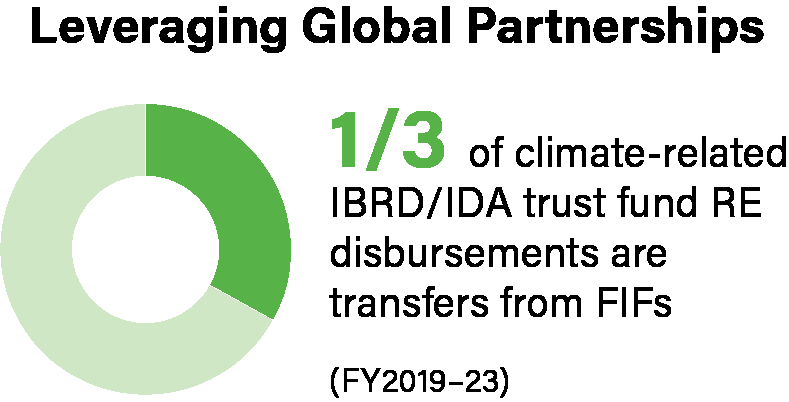 Leveraging Global Partnerships
1/3 of climate-related
IBRD/IDA trust fund RE
disbursements are
transfers from FIFs
(FY2019–23)